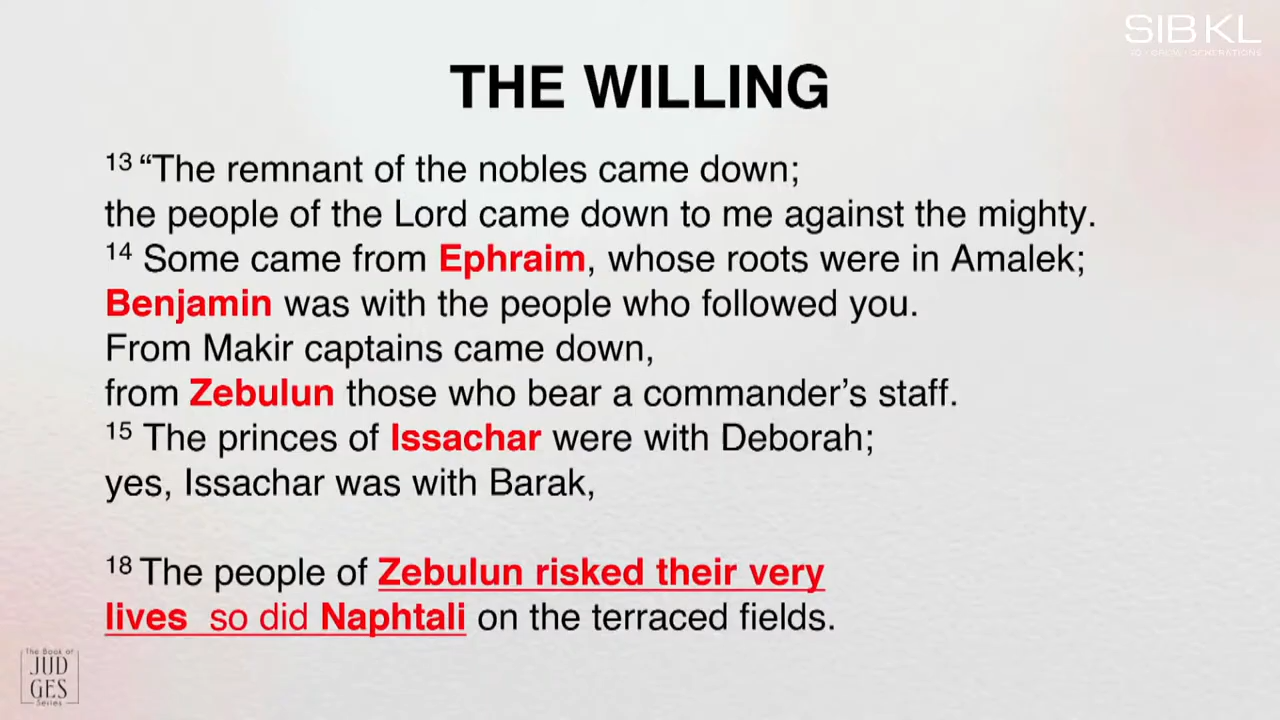 SIBKL
THE WILLING
13 “The remnant of the nobles came down;
the people of the Lord came down to me against the mighty.
14 Some came from Ephraim, whose roots were in Amalek;
Benjamin was with the people who followed you.
From Makir captains came down,
from Zebulun those who bear a commander’s staff.
15 The princes of Issachar were with Deborah;
yes, Issachar was with Barak,
18 The people of Zebulun risked their very
lives so did Naphtali on the terraced fields.
The Book of
JUD
GES
Series